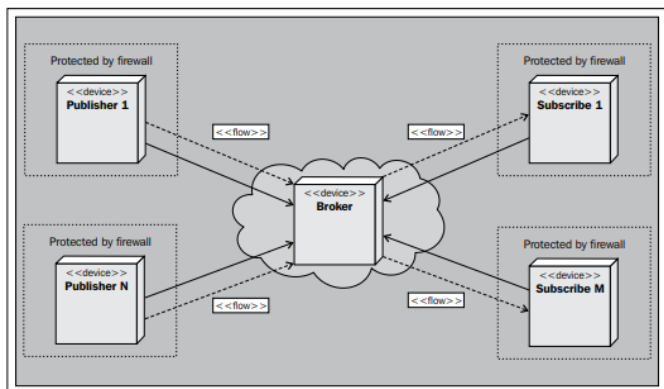 Protected by firewall
<<device>>
Publisher 1
<<flow>>
Protected by firewall
<<device>>
Subscribe 1
<<flow>>
<<device>>
Broker
Protected by firewall
<<device>>
Publisher N
<<flow>>
Protected by firewall
<<device>>
Subscribe M
<<flow>>